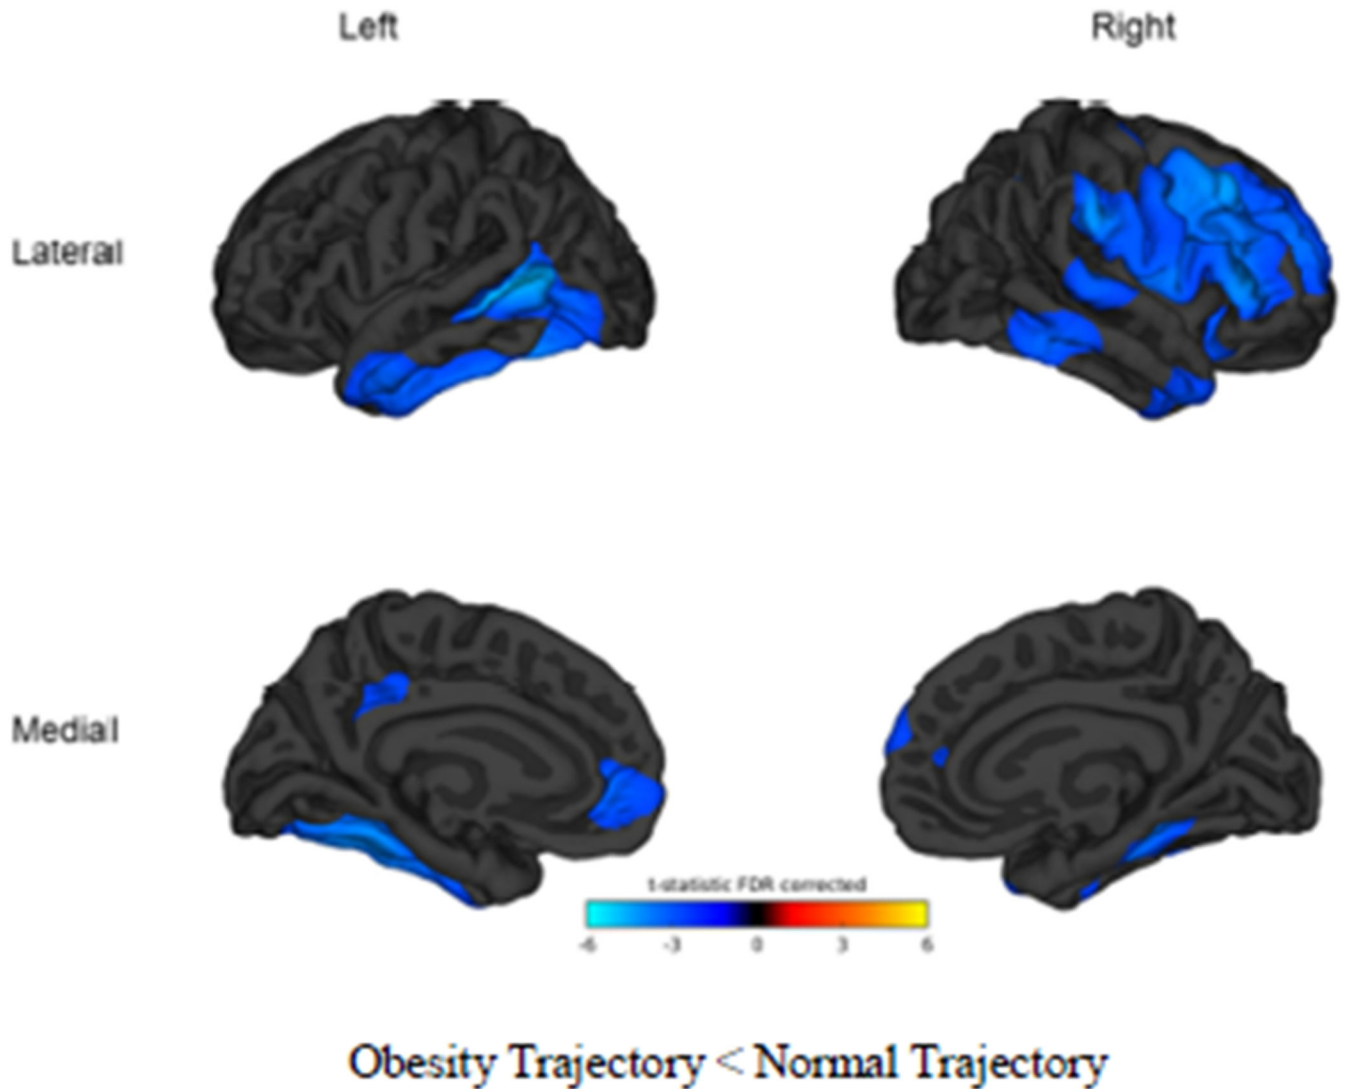 Left
Right
Lateral
Medial
t-statistic FDR corrected
-6 -3 0 3 6
Obesity Trajectory < Normal Trajectory